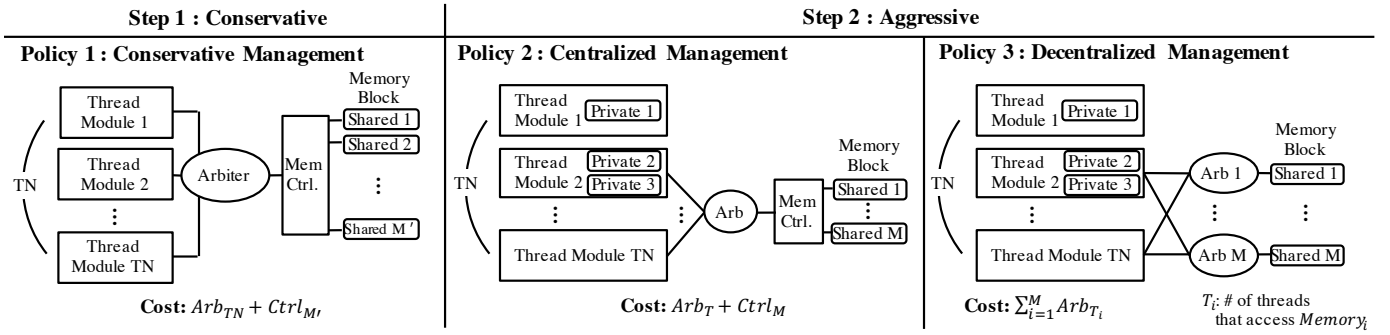 Step 1 : Conservative
Step 2 : Aggressive
Policy 1 : Conservative Management
Memory
Block
Thread
Module 1
Thread
Module 2
⋮
Thread
Module TN
TN
Arbiter
Mem
Ctrl.
Shared 1
Shared 2
⋮
Shared M'
Cost: Arb_TN + Ctrl_M'
Policy 2 : Centralized Management
Thread
Module 1
Private 1
Thread
Module 2
Private 2
Private 3
⋮
Thread Module TN
TN
⋮
Arb
Mem
Ctrl.
Memory
Block
Shared 1
⋮
Shared M
Cost: Arb_T + Ctrl_M
Policy 3 : Decentralized Management
Thread
Module 1
Private 1
Thread
Module 2
Private 2
Private 3
⋮
Thread Module TN
TN
Arb 1
⋮
Arb M
Memory
Block
Shared 1
⋮
Shared M
Cost: ∑_{i=1}^{M} Arb_{T_i}
T_i: # of threads
that access Memory_i